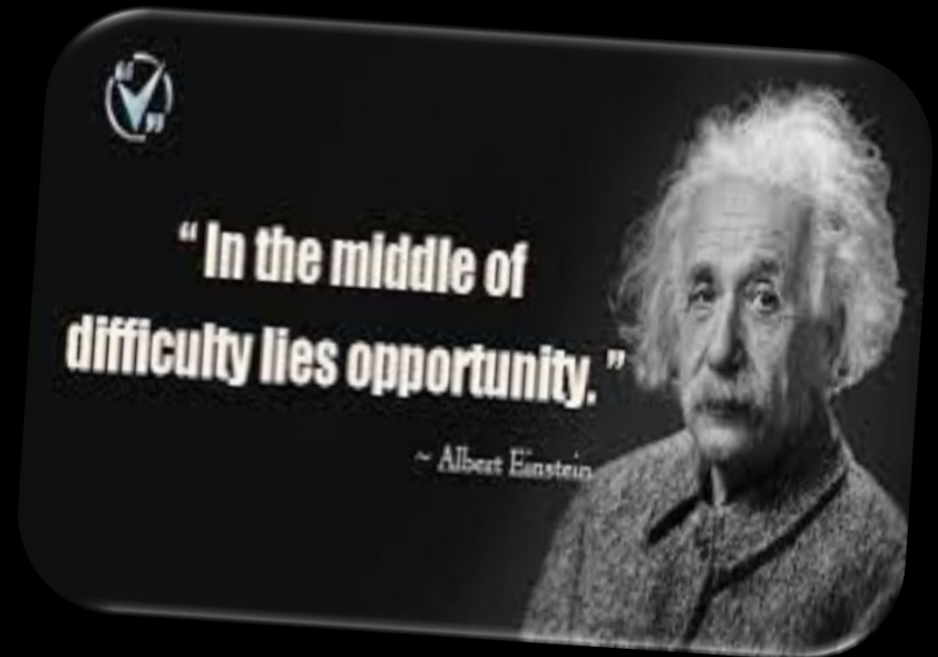 “ In the middle of
difficulty lies opportunity. ”
~ Albert Einstein